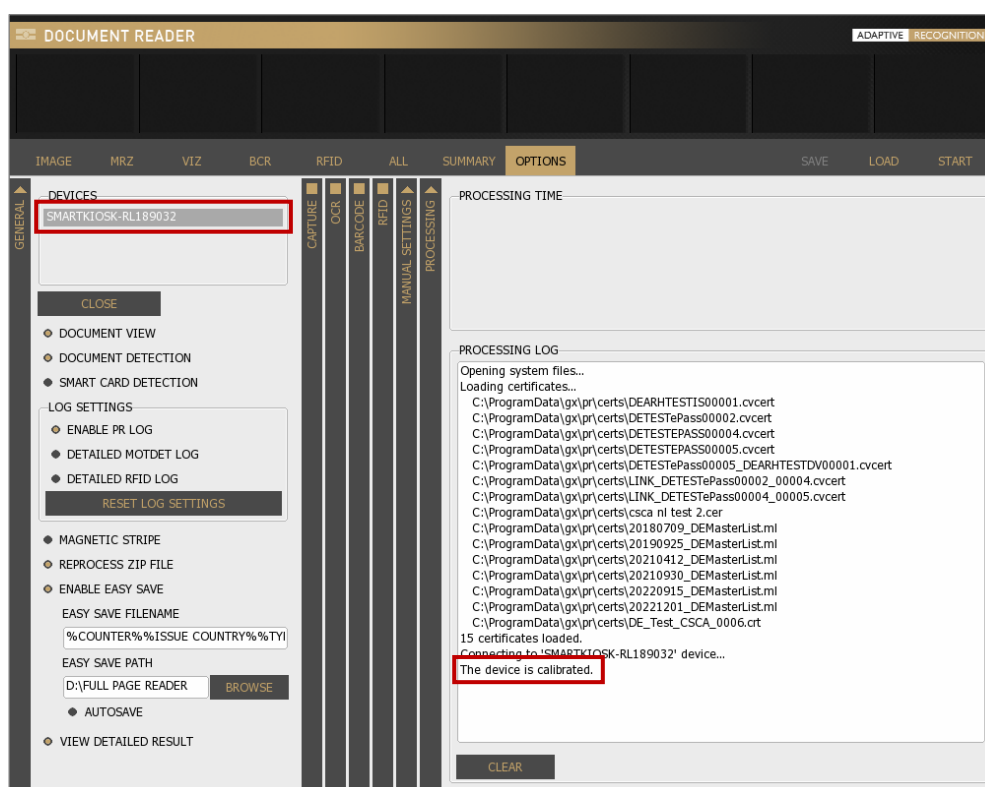 DOCUMENT READER
ADAPTIVE RECOGNITION
IMAGE MRZ VIZ BCR RFID ALL SUMMARY OPTIONS SAVE LOAD START
GENERAL
DEVICES
SMARTKIOSK-RL189032
CLOSE
DOCUMENT VIEW
DOCUMENT DETECTION
SMART CARD DETECTION
LOG SETTINGS
ENABLE PR LOG
DETAILED MOTDET LOG
DETAILED RFID LOG
RESET LOG SETTINGS
MAGNETIC STRIPE
REPROCESS ZIP FILE
ENABLE EASY SAVE
EASY SAVE FILENAME
%COUNTER%%ISSUE COUNTRY%%TYI
EASY SAVE PATH
D:\FULL PAGE READER BROWSE
AUTOSAVE
VIEW DETAILED RESULT
CAPTURE
OCR
BARCODE
RFID
MANUAL SETTINGS
PROCESSING
PROCESSING TIME
PROCESSING LOG
Opening system files...
Loading certificates...
C:\ProgramData\gx\pr\certs\DEARHTESTIS00001.cvcert
C:\ProgramData\gx\pr\certs\DETESTePass00002.cvcert
C:\ProgramData\gx\pr\certs\DETESTEPASS00004.cvcert
C:\ProgramData\gx\pr\certs\DETESTEPASS00005.cvcert
C:\ProgramData\gx\pr\certs\DETESTePass00005_DEARHTESTDV00001.cvcert
C:\ProgramData\gx\pr\certs\LINK_DETESTePass00002_00004.cvcert
C:\ProgramData\gx\pr\certs\LINK_DETESTePass00004_00005.cvcert
C:\ProgramData\gx\pr\certs\csca nl test 2.cer
C:\ProgramData\gx\pr\certs\20180709_DEMasterList.ml
C:\ProgramData\gx\pr\certs\20190925_DEMasterList.ml
C:\ProgramData\gx\pr\certs\20210412_DEMasterList.ml
C:\ProgramData\gx\pr\certs\20210930_DEMasterList.ml
C:\ProgramData\gx\pr\certs\20220915_DEMasterList.ml
C:\ProgramData\gx\pr\certs\20221201_DEMasterList.ml
C:\ProgramData\gx\pr\certs\DE_Test_CSCA_0006.crt
15 certificates loaded.
Connecting to 'SMARTKIOSK-RL189032' device...
The device is calibrated.
CLEAR